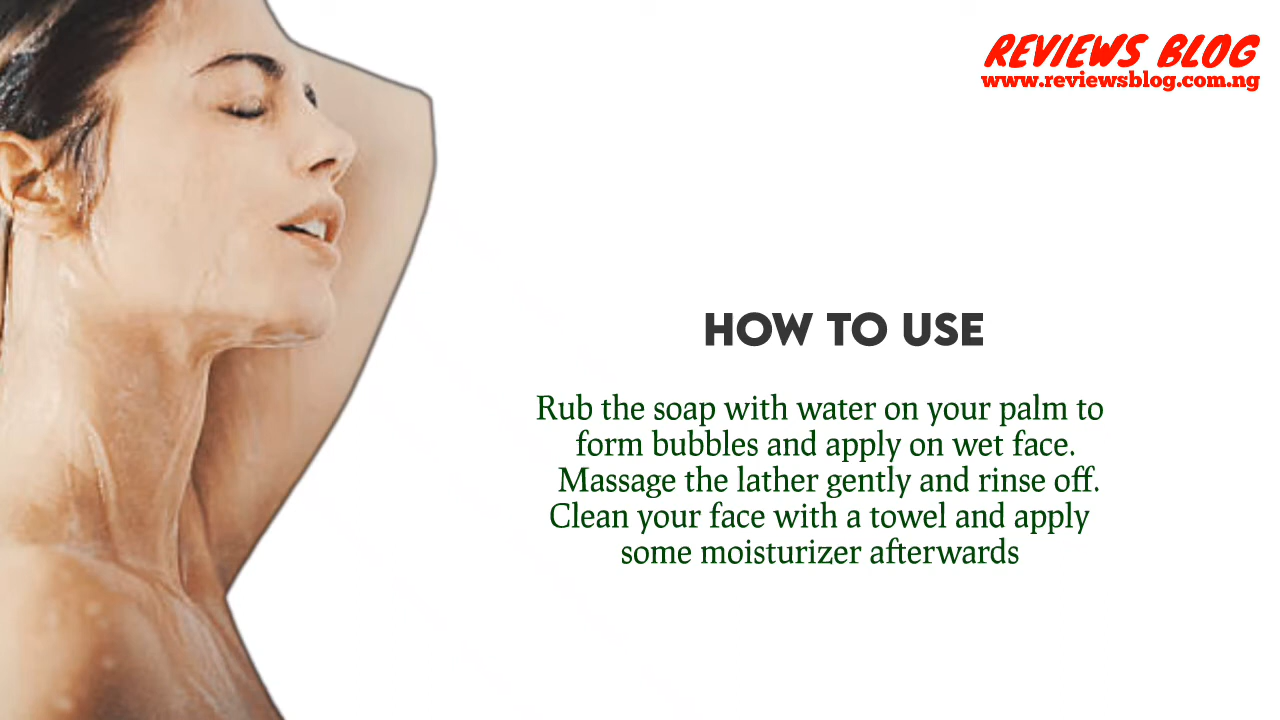 REVIEWS BLOG
www.reviewsblog.com.ng
HOW TO USE
Rub the soap with water on your palm to
form bubbles and apply on wet face.
Massage the lather gently and rinse off.
Clean your face with a towel and apply
some moisturizer afterwards